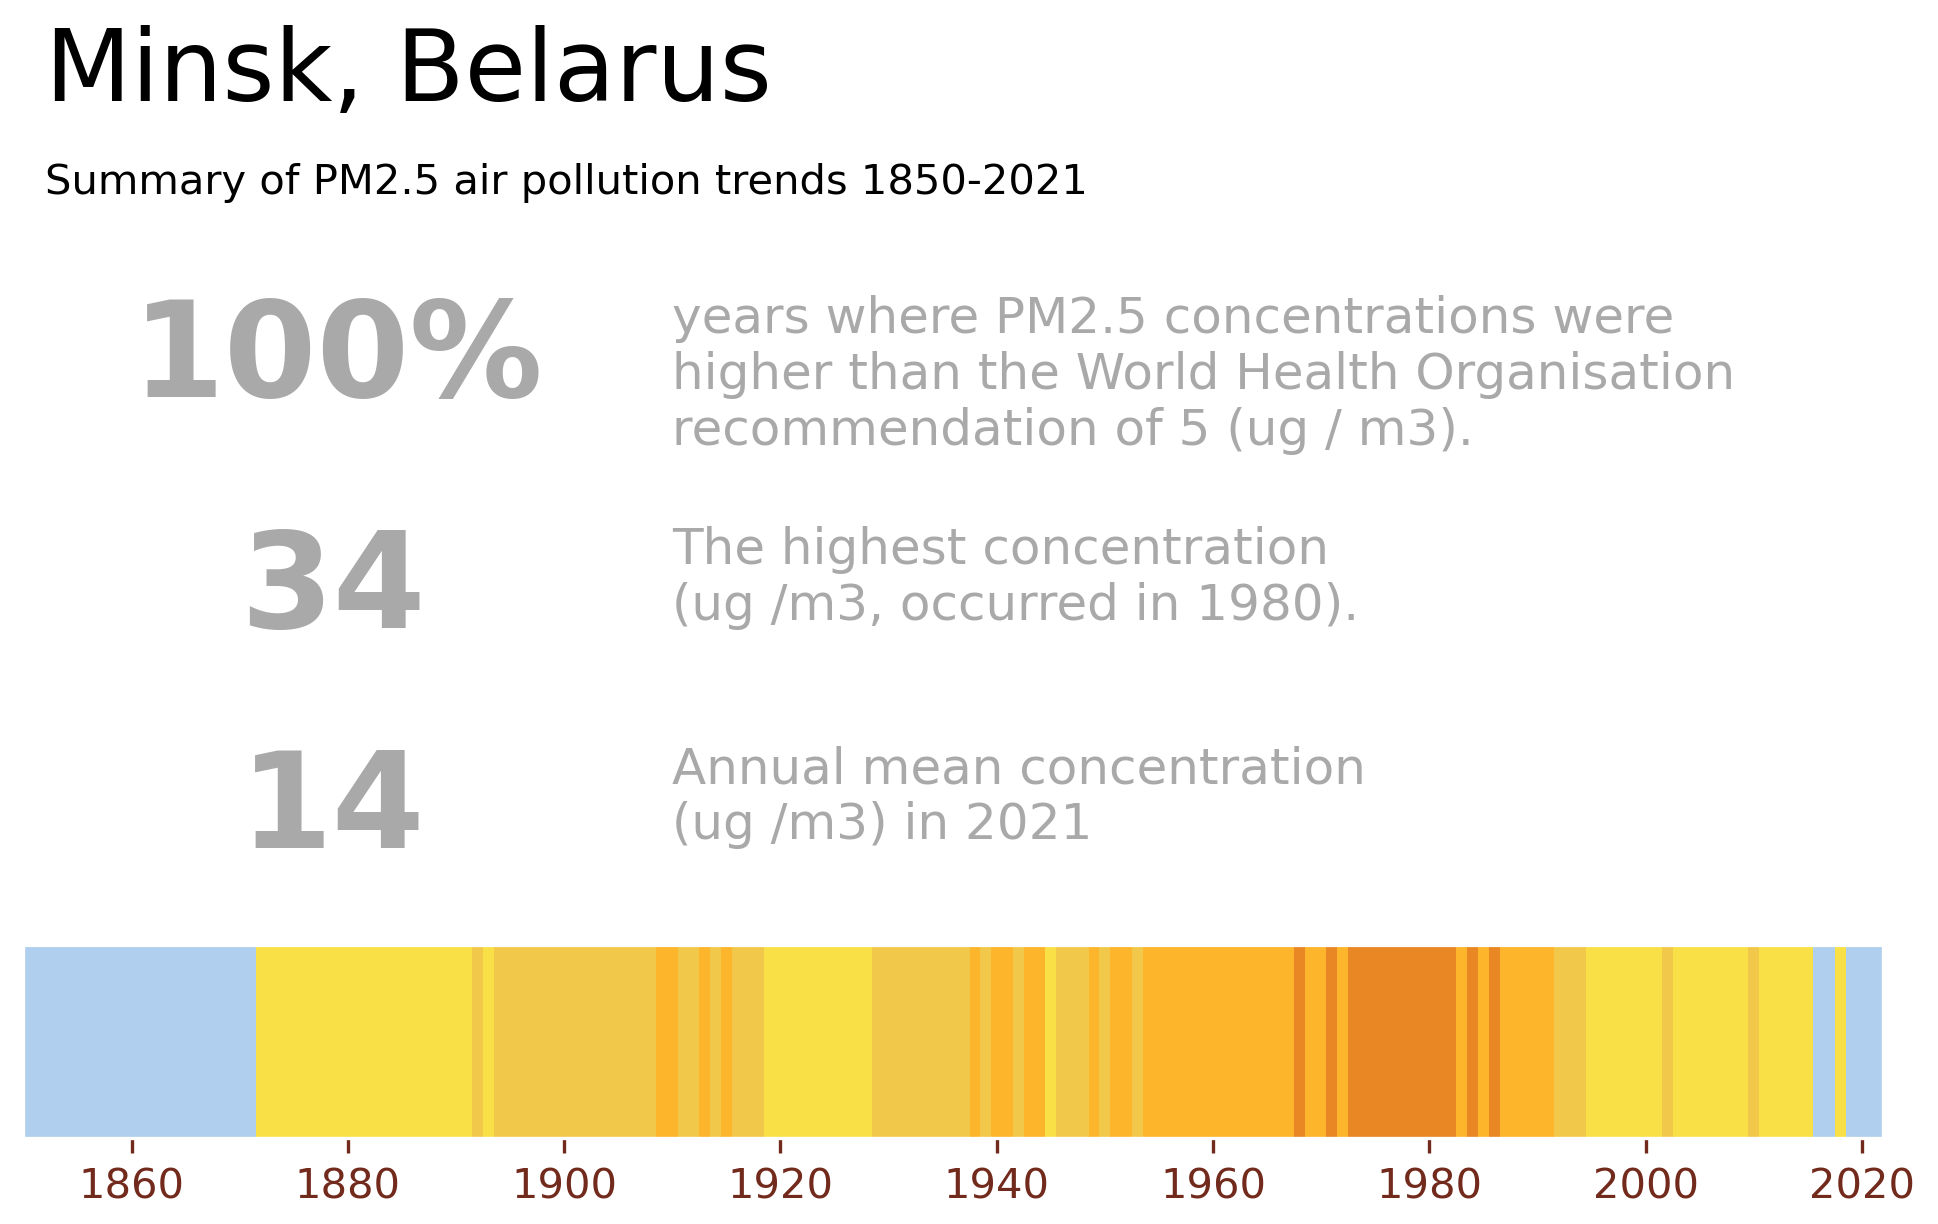 Minsk, Belarus
Summary of PM2.5 air pollution trends 1850-2021
100%
years where PM2.5 concentrations were
higher than the World Health Organisation
recommendation of 5 (ug / m3).
34
The highest concentration
(ug /m3, occurred in 1980).
14
Annual mean concentration
(ug /m3) in 2021
1860 1880 1900 1920 1940 1960 1980 2000 2020